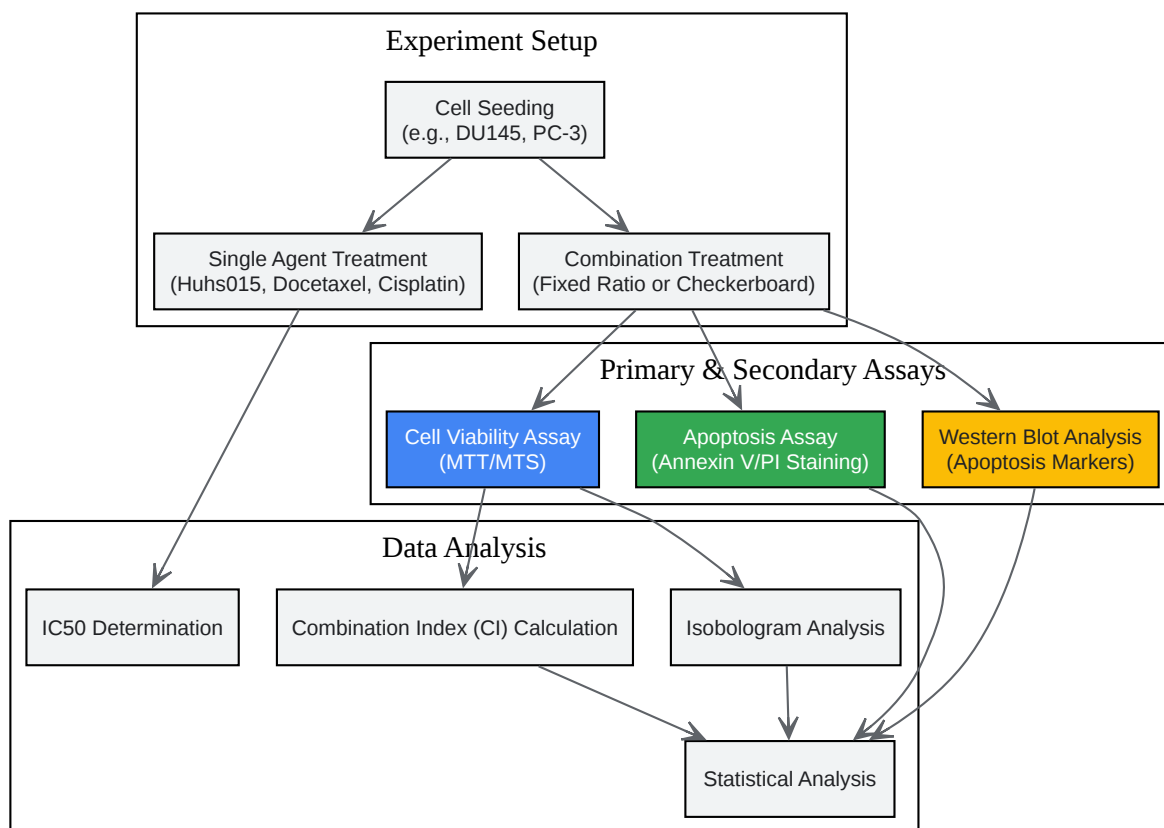 Experiment Setup
Cell Seeding
(e.g., DU145, PC-3)
Single Agent Treatment
(Huhs015, Docetaxel, Cisplatin)
Combination Treatment
(Fixed Ratio or Checkerboard)
Primary & Secondary Assays
Cell Viability Assay
(MTT/MTS)
Apoptosis Assay
(Annexin V/PI Staining)
Western Blot Analysis
(Apoptosis Markers)
Data Analysis
IC50 Determination
Combination Index (CI) Calculation
Isobologram Analysis
Statistical Analysis